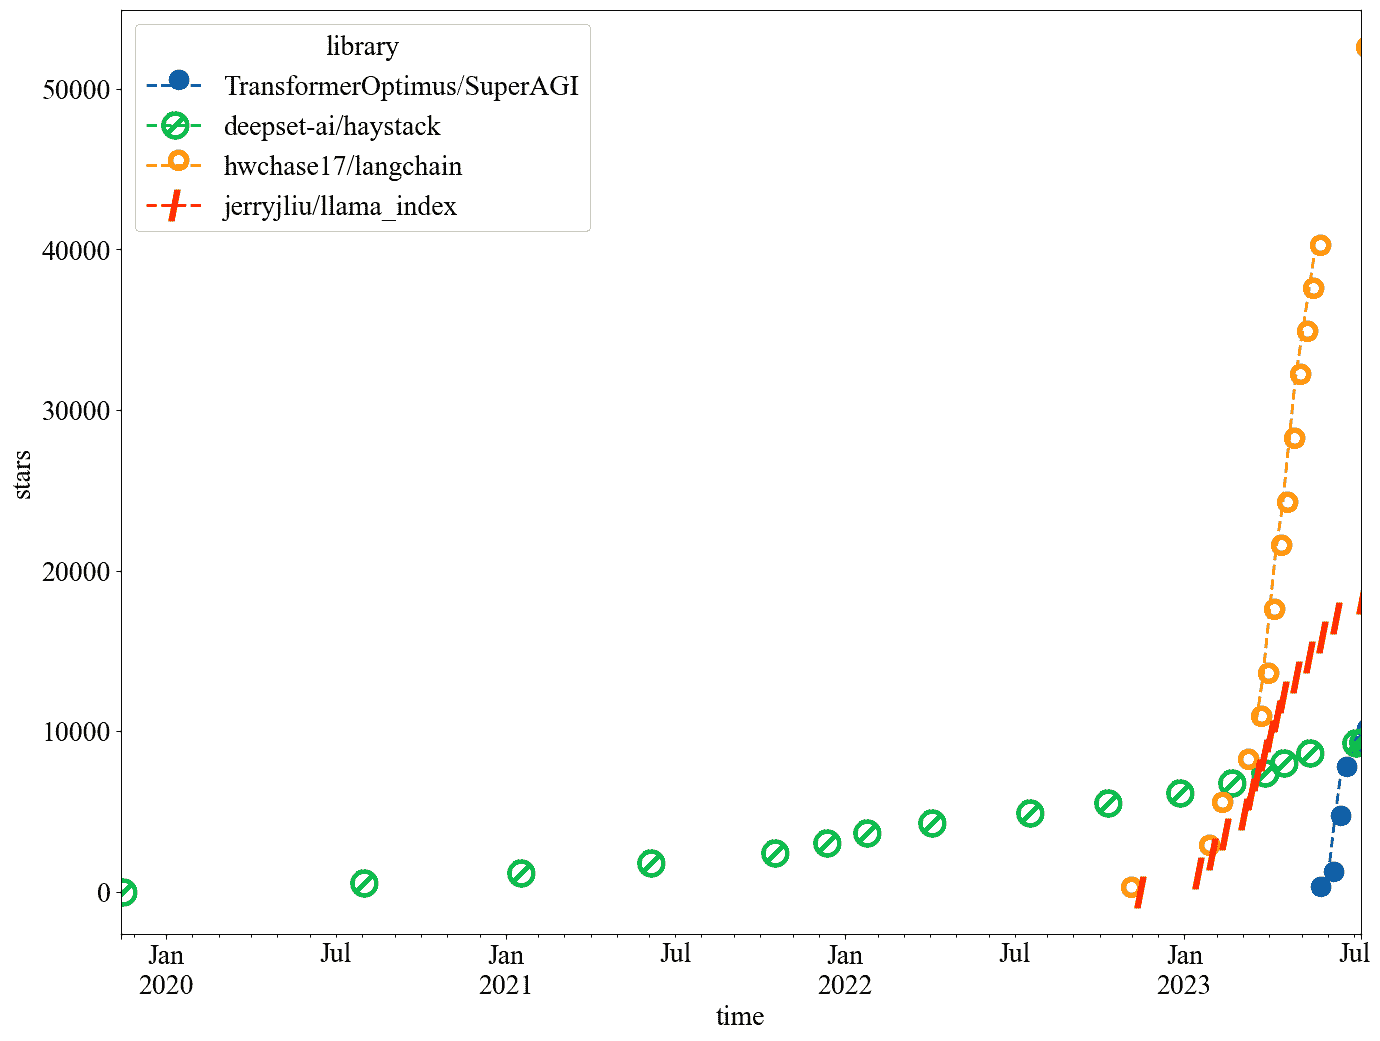 library
TransformerOptimus/SuperAGI
deepset-ai/haystack
hwchase17/langchain
jerryjliu/llama_index
50000
40000
30000
20000
10000
0
stars
Jan Jul Jan Jul Jan Jul Jan Jul
2020 2021 2022 2023
time